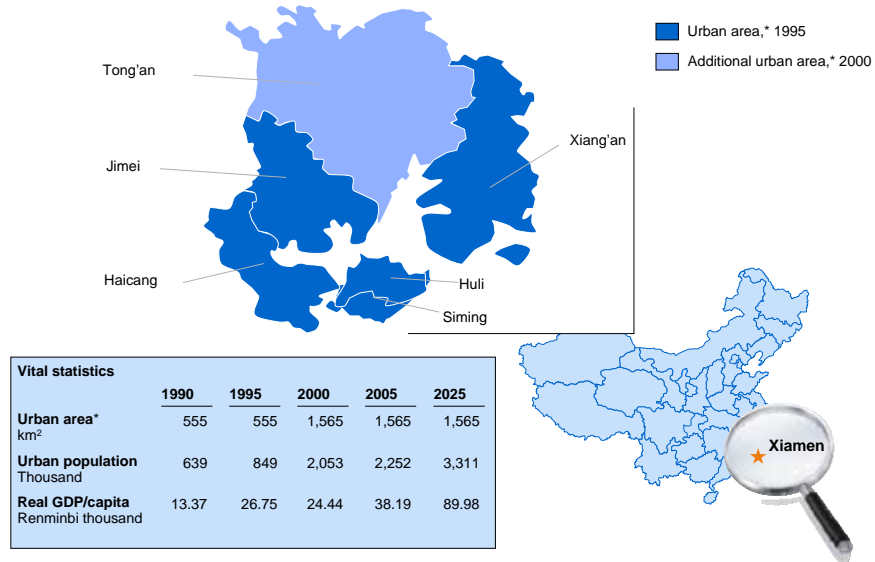 Urban area,* 1995
Additional urban area,* 2000
Tong’an
Xiang’an
Jimei
Haicang
Huli
Siming
Vital statistics
1990 1995 2000 2005 2025
Urban area* 555 555 1,565 1,565 1,565
km²
Urban population 639 849 2,053 2,252 3,311
Thousand
Real GDP/capita 13.37 26.75 24.44 38.19 89.98
Renminbi thousand
Xiamen